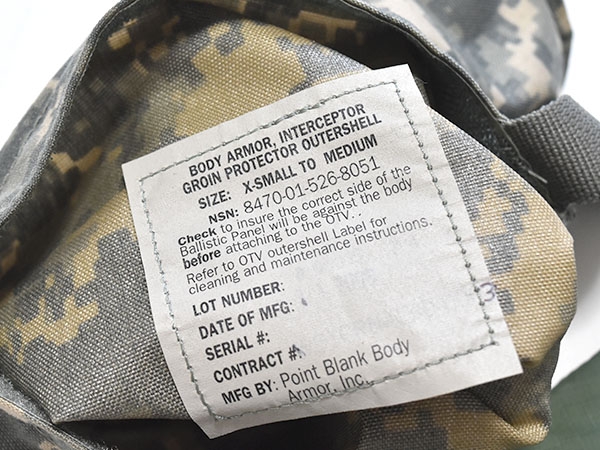 BODY ARMOR, INTERCEPTOR
GROIN PROTECTOR OUTERSHELL
SIZE: X-SMALL TO MEDIUM
NSN: 8470-01-526-8051
Check to insure the correct side of the
Ballistic Panel will be against the body
before attaching to the OTV. .
Refer to OTV outershell Label for
cleaning and maintenance instructions.
LOT NUMBER:
DATE OF MFG:
SERIAL #:
CONTRACT #:
MFG BY: Point Blank Body
Armor, Inc.
3